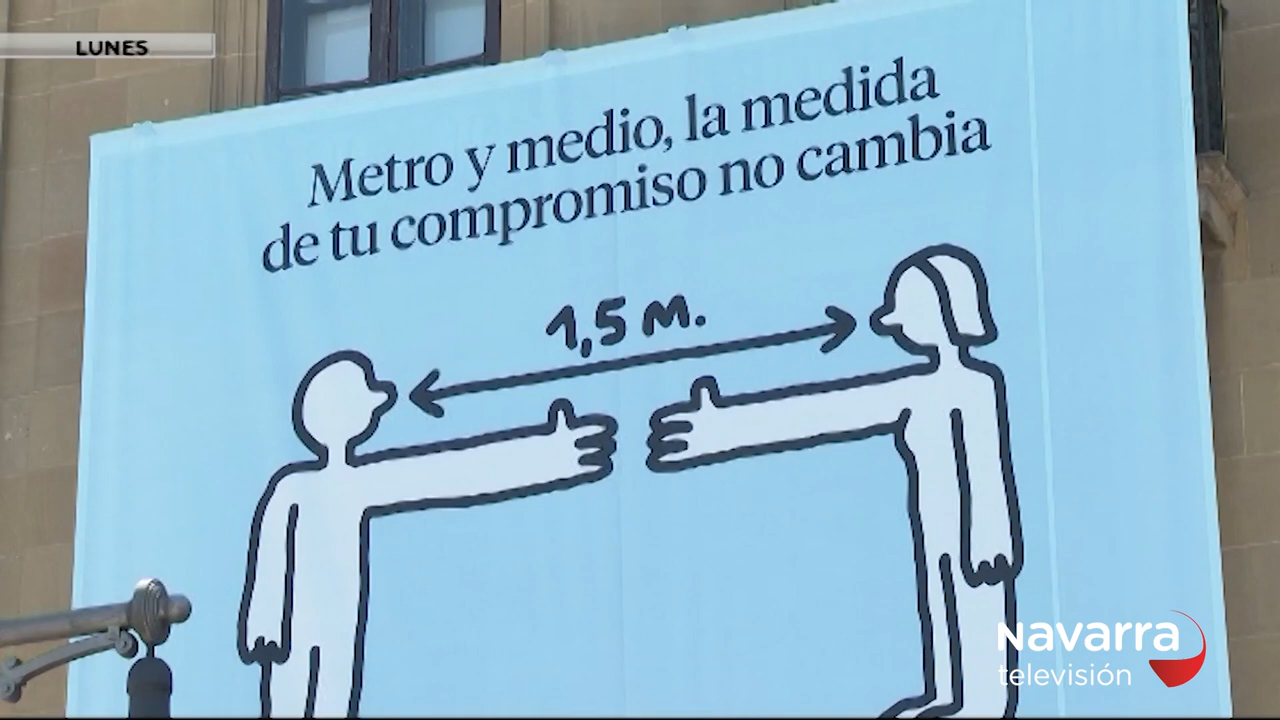 LUNES
Metro y medio, la medida
de tu compromiso no cambia
1,5 M.
Navarra
televisión